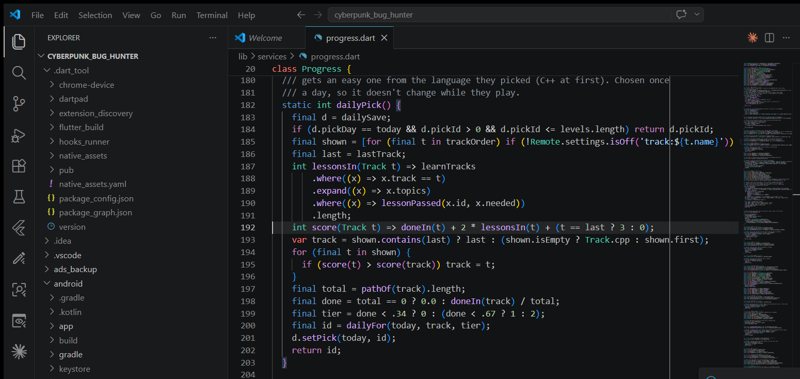 File Edit Selection View Go Run Terminal Help
cyberpunk_bug_hunter
EXPLORER
CYBERPUNK_BUG_HUNTER
.dart_tool
chrome-device
dartpad
extension_discovery
flutter_build
hooks_runner
native_assets
pub
native_assets.yaml
package_config.json
package_graph.json
version
.idea
.vscode
ads_backup
android
.gradle
.kotlin
app
build
gradle
keystore
Welcome
progress.dart
lib > services > progress.dart
20 class Progress {
180 /// gets an easy one from the language they picked (C++ at first). Chosen once
181 /// a day, so it doesn't change while they play.
182 static int dailyPick() {
183 final d = dailySave;
184 if (d.pickDay == today && d.pickId > 0 && d.pickId <= levels.length) return d.pickId;
185 final shown = [for (final t in trackOrder) if (!Remote.settings.isOff('track:${t.name}'))
186 final last = lastTrack;
187 int lessonsIn(Track t) => learnTracks
188 .where((x) => x.track == t)
189 .expand((x) => x.topics)
190 .where((x) => lessonPassed(x.id, x.needed))
191 .length;
192 int score(Track t) => doneIn(t) + 2 * lessonsIn(t) + (t == last ? 3 : 0);
193 var track = shown.contains(last) ? last : (shown.isEmpty ? Track.cpp : shown.first);
194 for (final t in shown) {
195 if (score(t) > score(track)) track = t;
196 }
197 final total = pathOf(track).length;
198 final done = total == 0 ? 0.0 : doneIn(track) / total;
199 final tier = done < .34 ? 0 : (done < .67 ? 1 : 2);
200 final id = dailyFor(today, track, tier);
201 d.setPick(today, id);
202 return id;
203 }
204